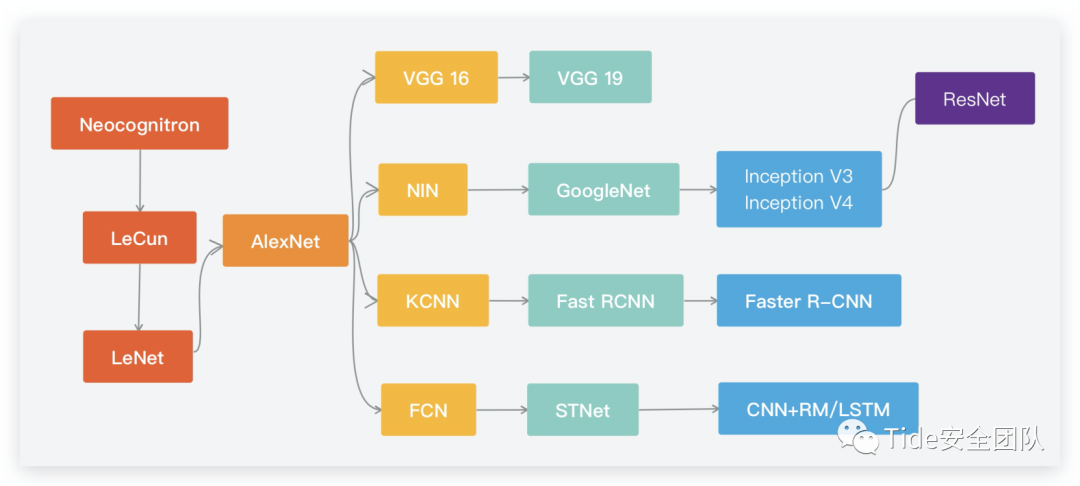 Neocognitron
LeCun
LeNet
AlexNet
VGG 16
VGG 19
NIN
GoogleNet
Inception V3
Inception V4
ResNet
KCNN
Fast RCNN
Faster R-CNN
FCN
STNet
CNN+RM/LSTM
Tide安全团队